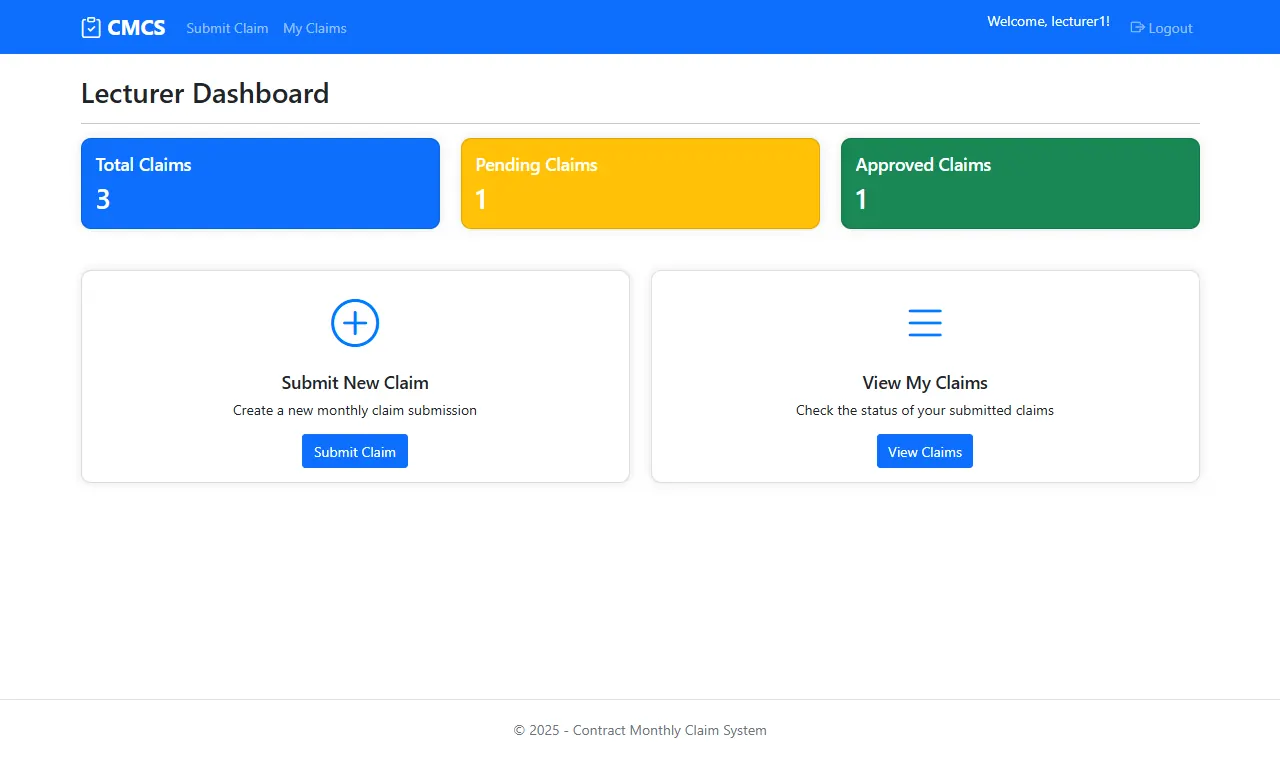 CMCS Submit Claim My Claims Welcome, lecturer1! Logout
Lecturer Dashboard
Total Claims
3
Pending Claims
1
Approved Claims
1
Submit New Claim
Create a new monthly claim submission
Submit Claim
View My Claims
Check the status of your submitted claims
View Claims
© 2025 - Contract Monthly Claim System